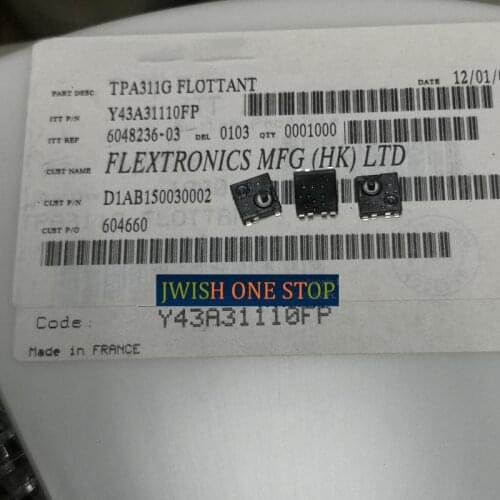 PART DESC TPA311G FLOTTANT DATE 12/01/
ITT P/N Y43A31110FP
ITT REF 6048236-03 DEL 0103 QTY 0001000
CUST NAME FLEXTRONICS MFG (HK) LTD
CUST P/N D1AB150030002
CUST P/O 604660
JWISH ONE STOP
Code: Y43A31110FP
Made in FRANCE